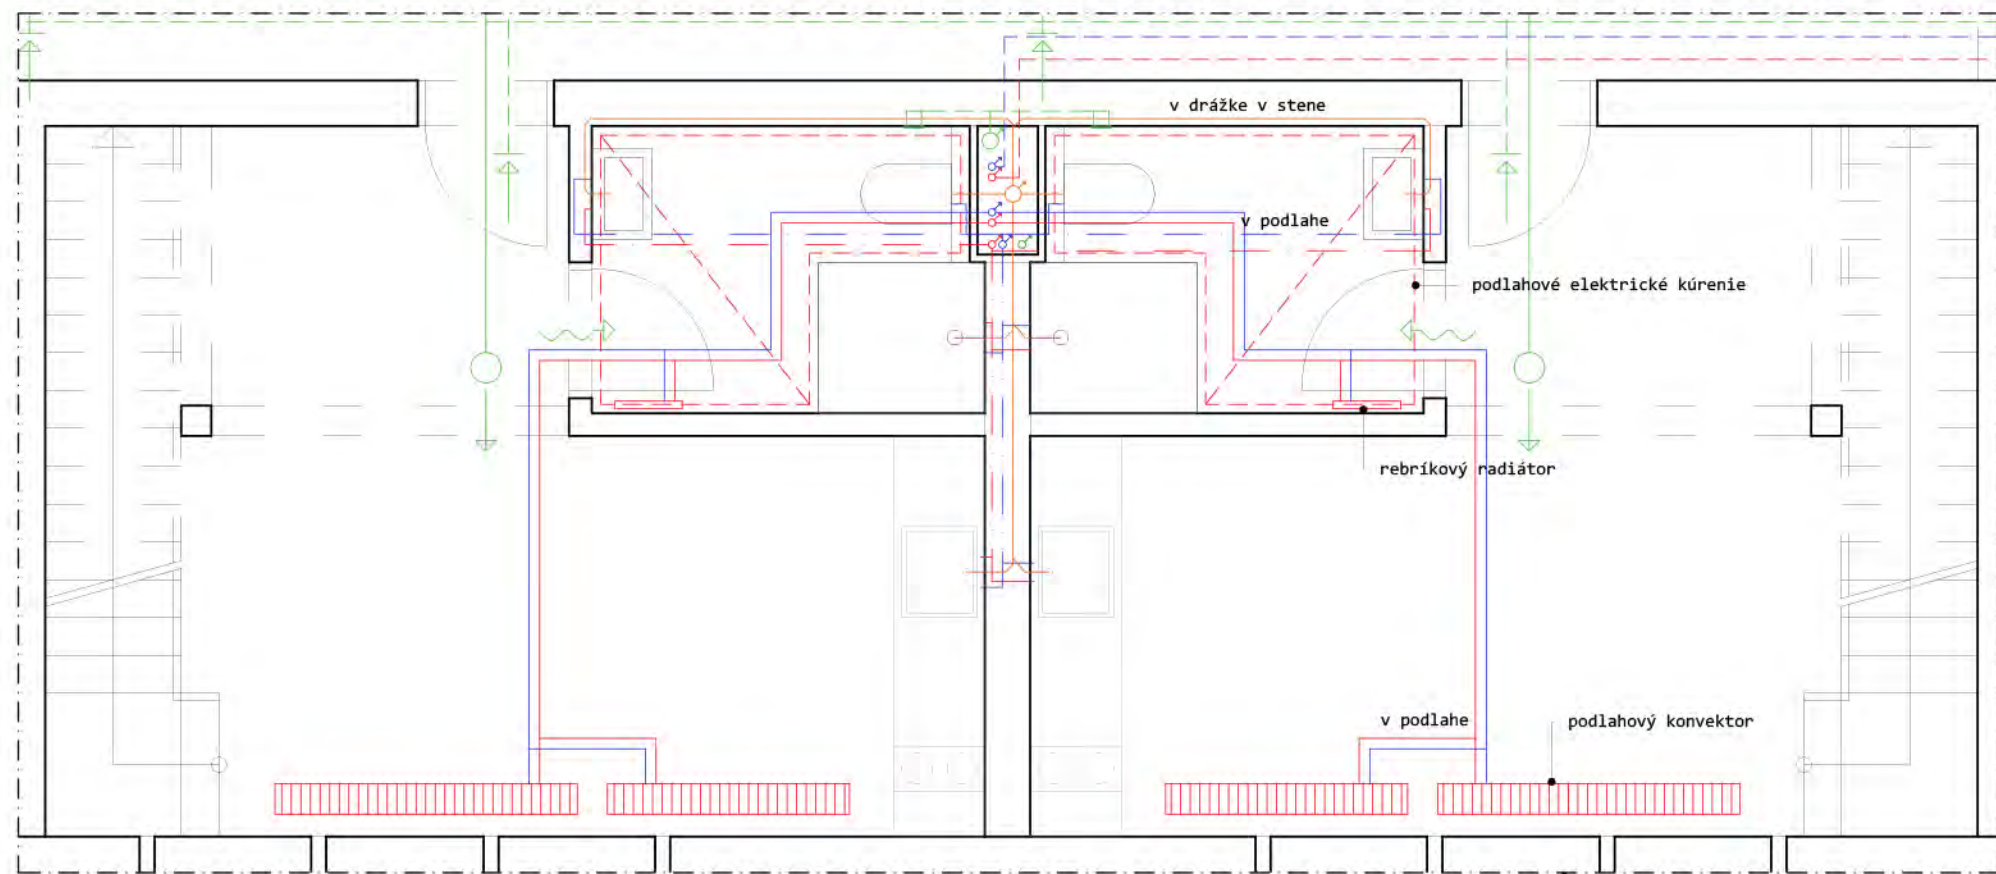 v drážke v stene
v podlahe
podlahové elektrické kúrenie
rebríkový radiátor
v podlahe
podlahový konvektor